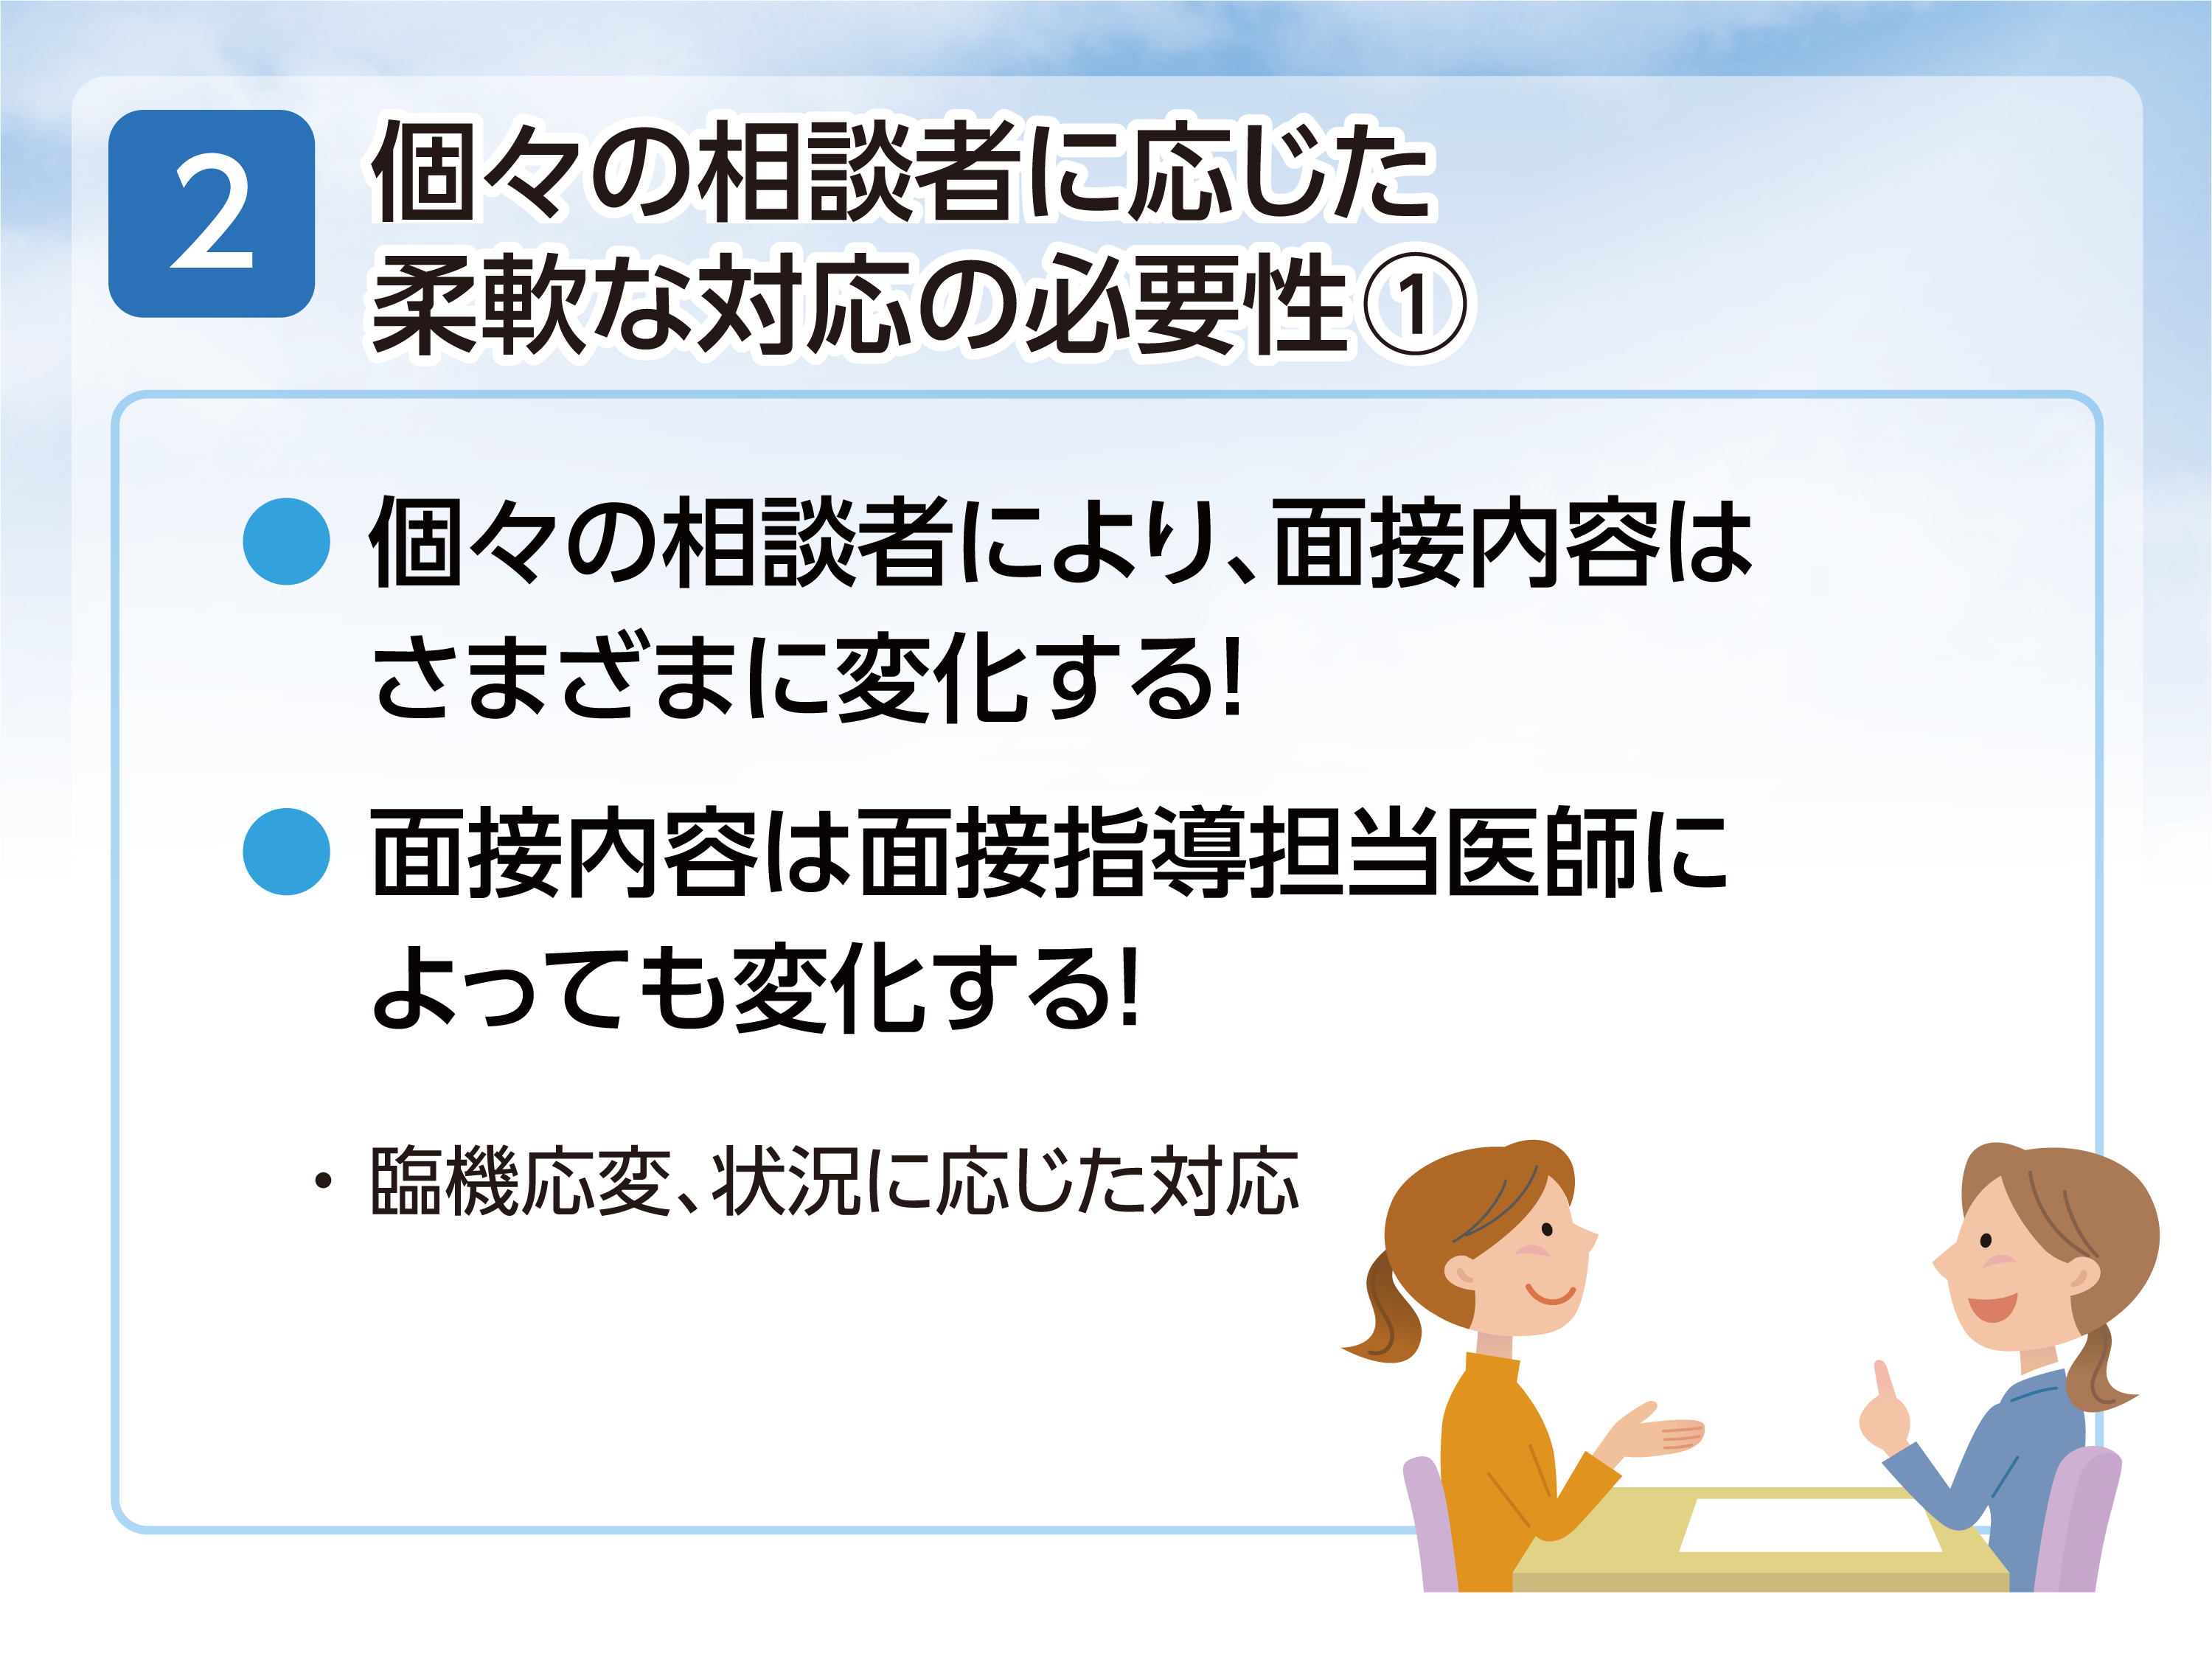 2
個々の相談者に応じた
柔軟な対応の必要性①
● 個々の相談者により、面接内容は
さまざまに変化する!
● 面接内容は面接指導担当医師に
よっても変化する!
・臨機応変、状況に応じた対応